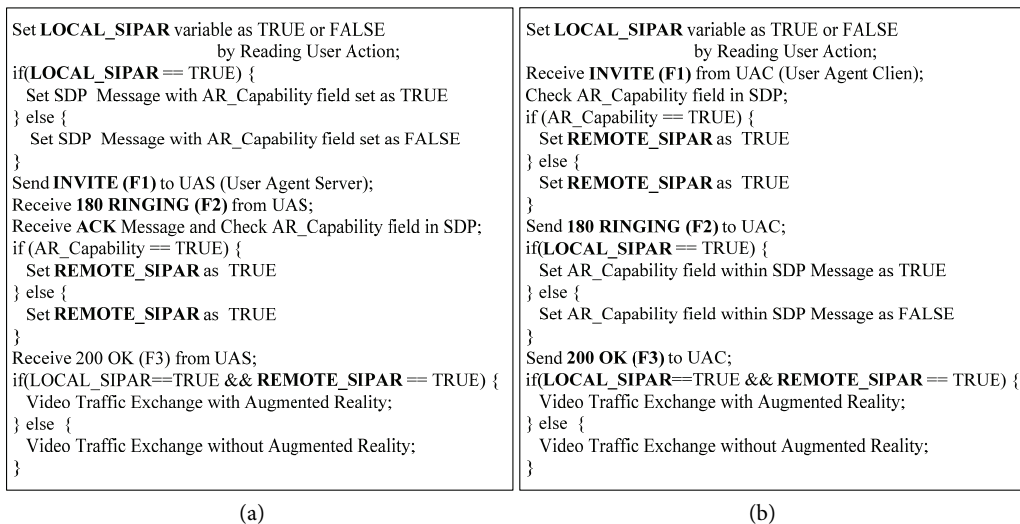 Set LOCAL_SIPAR variable as TRUE or FALSE
by Reading User Action;
if(LOCAL_SIPAR == TRUE) {
Set SDP Message with AR_Capability field set as TRUE
} else {
Set SDP Message with AR_Capability field set as FALSE
}
Send INVITE (F1) to UAS (User Agent Server);
Receive 180 RINGING (F2) from UAS;
Receive ACK Message and Check AR_Capability field in SDP;
if (AR_Capability == TRUE) {
Set REMOTE_SIPAR as TRUE
} else {
Set REMOTE_SIPAR as TRUE
}
Receive 200 OK (F3) from UAS;
if(LOCAL_SIPAR==TRUE && REMOTE_SIPAR == TRUE) {
Video Traffic Exchange with Augmented Reality;
} else {
Video Traffic Exchange without Augmented Reality;
}
(a)
Set LOCAL_SIPAR variable as TRUE or FALSE
by Reading User Action;
Receive INVITE (F1) from UAC (User Agent Clien);
Check AR_Capability field in SDP;
if (AR_Capability == TRUE) {
Set REMOTE_SIPAR as TRUE
} else {
Set REMOTE_SIPAR as TRUE
}
Send 180 RINGING (F2) to UAC;
if(LOCAL_SIPAR == TRUE) {
Set AR_Capability field within SDP Message as TRUE
} else {
Set AR_Capability field within SDP Message as FALSE
}
Send 200 OK (F3) to UAC;
if(LOCAL_SIPAR==TRUE && REMOTE_SIPAR == TRUE) {
Video Traffic Exchange with Augmented Reality;
} else {
Video Traffic Exchange without Augmented Reality;
}
(b)